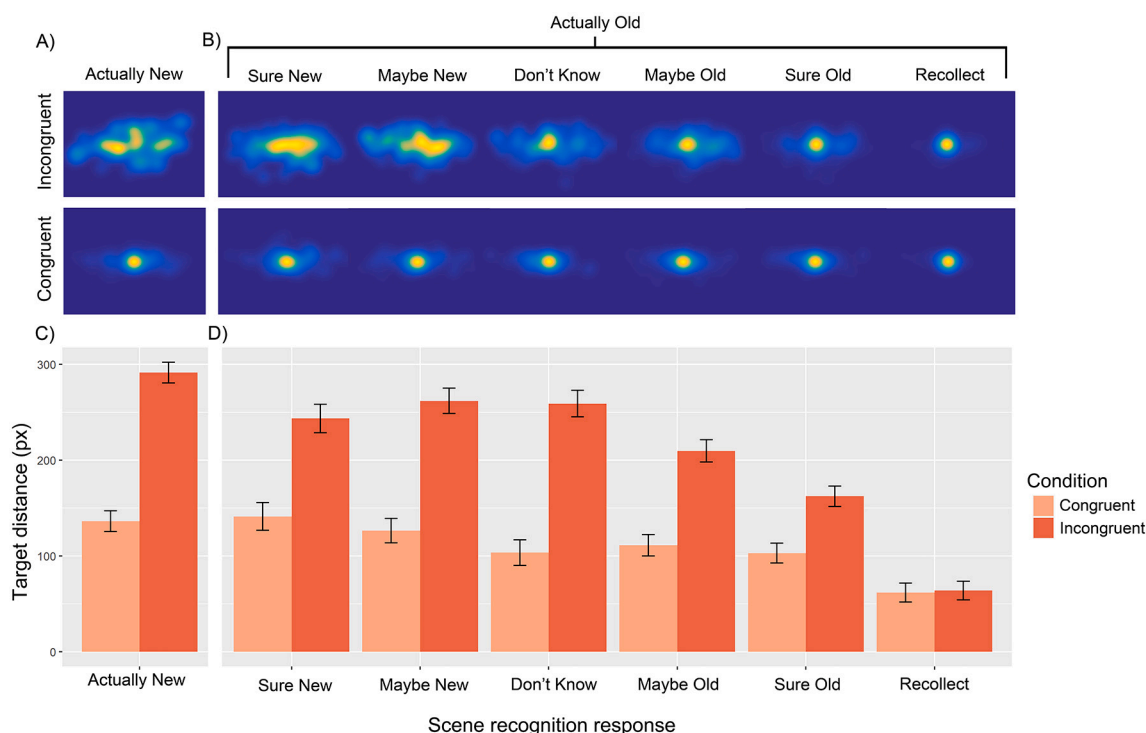 Actually Old
A) B)
Actually New Sure New Maybe New Don't Know Maybe Old Sure Old Recollect
Incongruent
Congruent
C) D)
300
200
100
0
Target distance (px)
Condition
Congruent
Incongruent
Actually New Sure New Maybe New Don't Know Maybe Old Sure Old Recollect
Scene recognition response